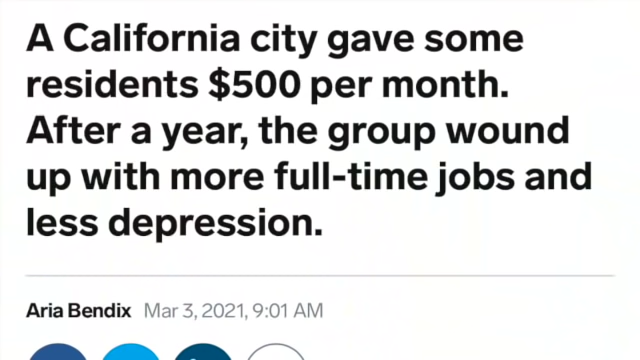 A California city gave some
residents $500 per month.
After a year, the group wound
up with more full-time jobs and
less depression.
Aria Bendix Mar 3, 2021, 9:01 AM